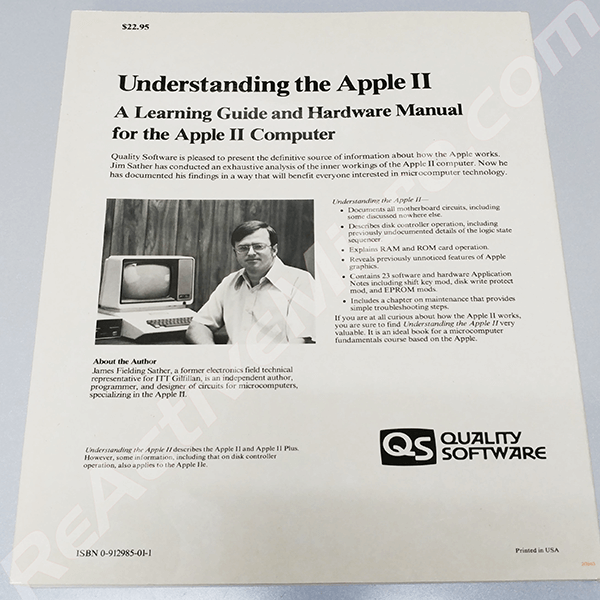 $22.95
Understanding the Apple II
A Learning Guide and Hardware Manual
for the Apple II Computer
Quality Software is pleased to present the definitive source of information about how the Apple works.
Jim Sather has conducted an exhaustive analysis of the inner workings of the Apple II computer. Now he
has documented his findings in a way that will benefit everyone interested in microcomputer technology.
Understanding the Apple II—
• Documents all motherboard circuits, including
some discussed nowhere else.
• Describes disk controller operation, including
previously undocumented details of the logic state
sequencer.
• Explains RAM and ROM card operation.
• Reveals previously unnoticed features of Apple
graphics.
• Contains 23 software and hardware Application
Notes including shift key mod, disk write protect
mod, and EPROM mods.
• Includes a chapter on maintenance that provides
simple troubleshooting steps.
If you are at all curious about how the Apple II works,
you are sure to find Understanding the Apple II very
valuable. It is an ideal book for a microcomputer
fundamentals course based on the Apple.
About the Author
James Fielding Sather, a former electronics field technical
representative for ITT Gilfillan, is an independent author,
programmer, and designer of circuits for microcomputers,
specializing in the Apple II.
Understanding the Apple II describes the Apple II and Apple II Plus.
However, some information, including that on disk controller
operation, also applies to the Apple IIe.
QS QUALITY
SOFTWARE
ISBN 0-912985-01-1
Printed in USA
ReActiveMicro.com